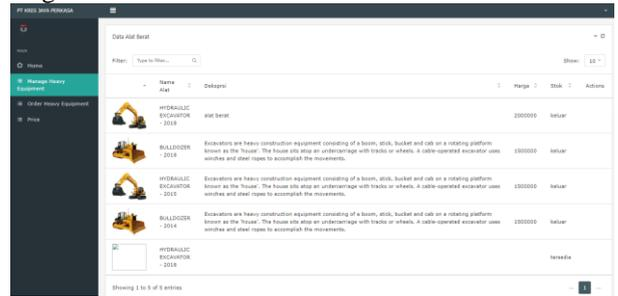 PT KRES JAYA PERKASA
MAIN
Home
Manage Heavy
Equipment
Order Heavy Equipment
Price
Data Alat Berat
Filter: Type to filter... Show: 10
Name
Alat Deksprsi Harga Stok Actions
HYDRAULIC
EXCAVATOR
- 2018 alat berat 2000000 keluar
BULLDOZER
- 2018
Excavators are heavy construction equipment consisting of a boom, stick, bucket and cab on a rotating platform
known as the 'house'. The house sits atop an undercarriage with tracks or wheels. A cable-operated excavator uses
winches and steel ropes to accomplish the movements.
1500000 keluar
HYDRAULIC
EXCAVATOR
- 2015
Excavators are heavy construction equipment consisting of a boom, stick, bucket and cab on a rotating platform
known as the 'house'. The house sits atop an undercarriage with tracks or wheels. A cable-operated excavator uses
winches and steel ropes to accomplish the movements.
1500000 keluar
BULLDOZER
- 2014
Excavators are heavy construction equipment consisting of a boom, stick, bucket and cab on a rotating platform
known as the 'house'. The house sits atop an undercarriage with tracks or wheels. A cable-operated excavator uses
winches and steel ropes to accomplish the movements.
keluar
HYDRAULIC
EXCAVATOR
- 2018 tersedia
Showing 1 to 5 of 5 entries 1